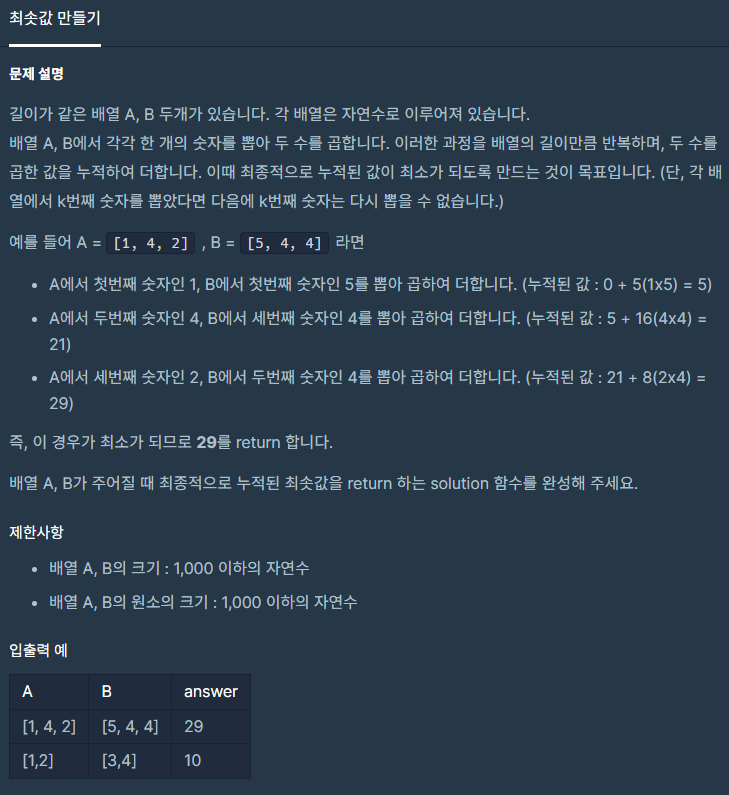 최솟값 만들기
문제 설명
길이가 같은 배열 A, B 두개가 있습니다. 각 배열은 자연수로 이루어져 있습니다.
배열 A, B에서 각각 한 개의 숫자를 뽑아 두 수를 곱합니다. 이러한 과정을 배열의 길이만큼 반복하며, 두 수를
곱한 값을 누적하여 더합니다. 이때 최종적으로 누적된 값이 최소가 되도록 만드는 것이 목표입니다. (단, 각 배
열에서 k번째 숫자를 뽑았다면 다음에 k번째 숫자는 다시 뽑을 수 없습니다.)
예를 들어 A = [1, 4, 2] , B = [5, 4, 4] 라면
• A에서 첫번째 숫자인 1, B에서 첫번째 숫자인 5를 뽑아 곱하여 더합니다. (누적된 값 : 0 + 5(1x5) = 5)
• A에서 두번째 숫자인 4, B에서 세번째 숫자인 4를 뽑아 곱하여 더합니다. (누적된 값 : 5 + 16(4x4) =
21)
• A에서 세번째 숫자인 2, B에서 두번째 숫자인 4를 뽑아 곱하여 더합니다. (누적된 값 : 21 + 8(2x4) =
29)
즉, 이 경우가 최소가 되므로 29를 return 합니다.
배열 A, B가 주어질 때 최종적으로 누적된 최솟값을 return 하는 solution 함수를 완성해 주세요.
제한사항
• 배열 A, B의 크기 : 1,000 이하의 자연수
• 배열 A, B의 원소의 크기 : 1,000 이하의 자연수
입출력 예
A B answer
[1, 4, 2] [5, 4, 4] 29
[1,2] [3,4] 10